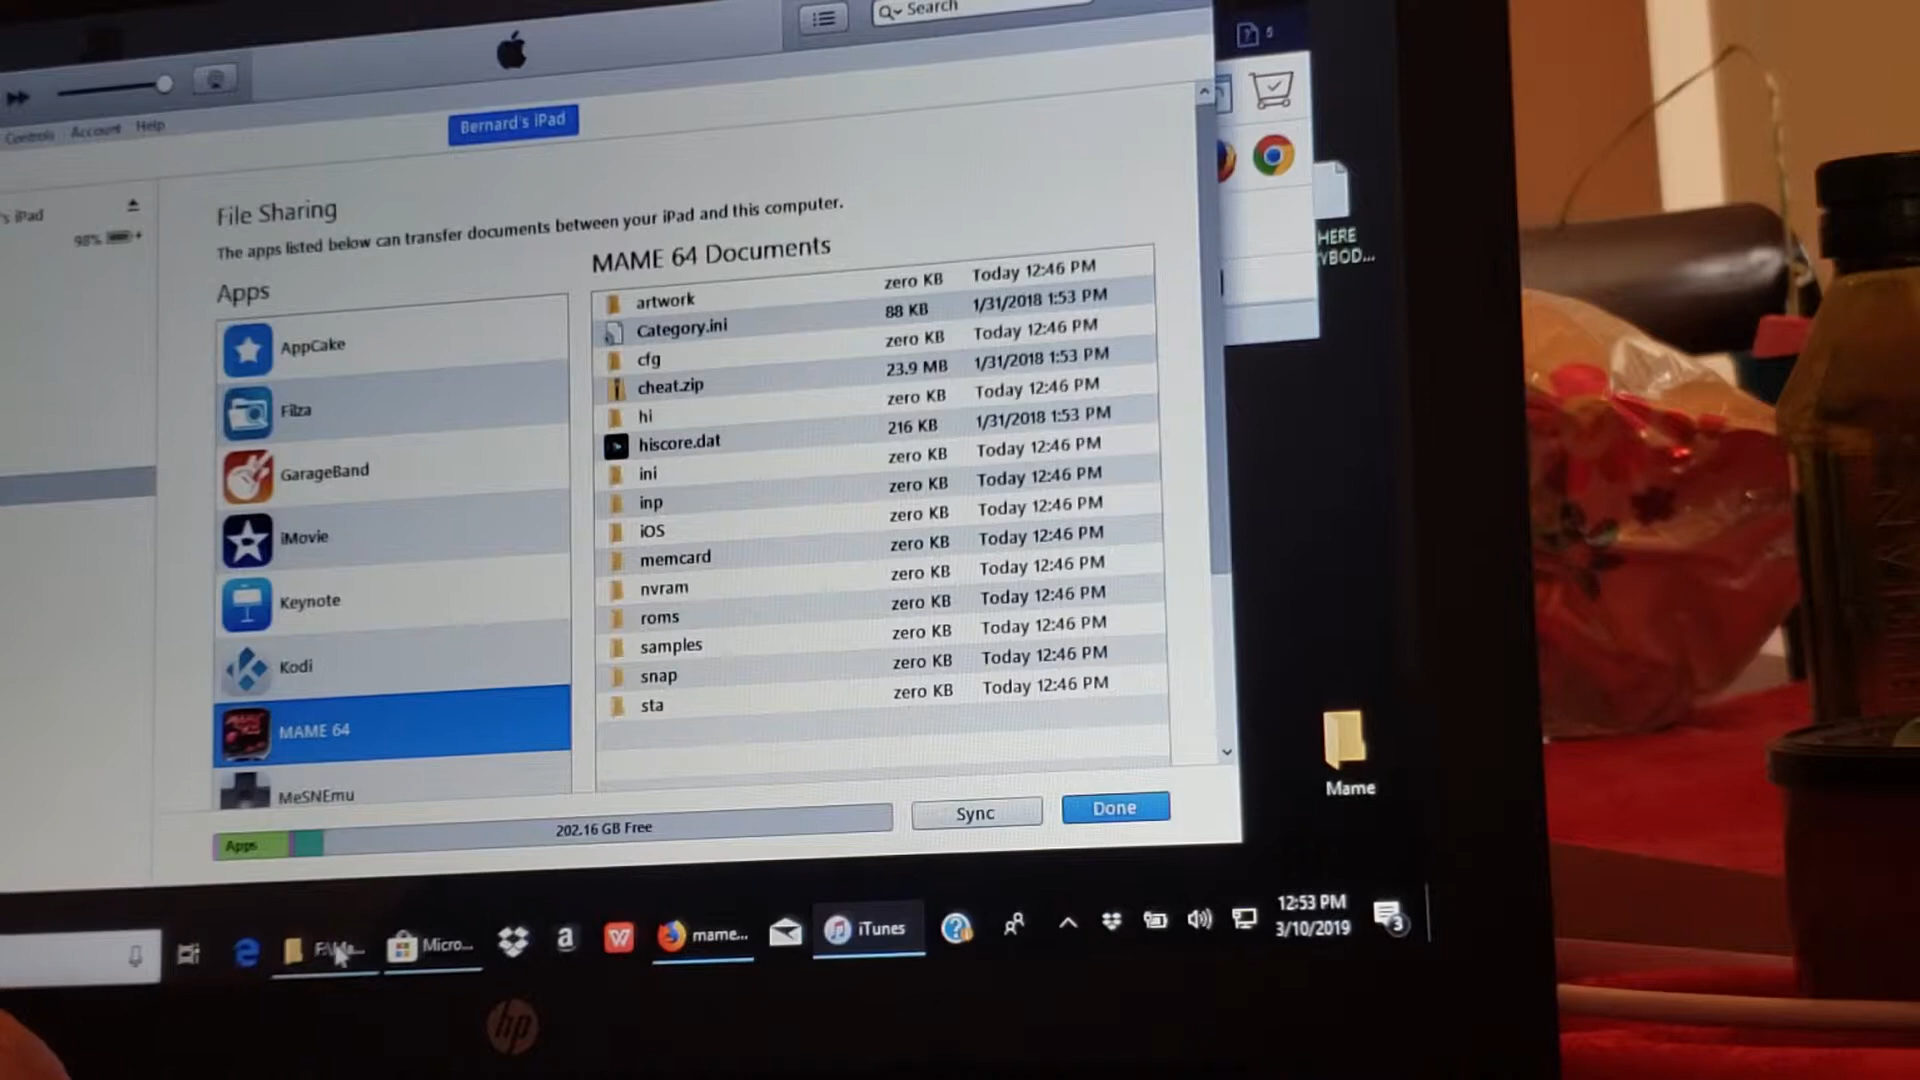 Search
Controls Account Help
Bernard's iPad
's iPad
98%
File Sharing
The apps listed below can transfer documents between your iPad and this computer.
Apps
AppCake
Filza
GarageBand
iMovie
Keynote
Kodi
MAME 64
MeSNEmu
MAME 64 Documents
artwork zero KB Today 12:46 PM
Category.ini 88 KB 1/31/2018 1:53 PM
cfg zero KB Today 12:46 PM
cheat.zip 23.9 MB 1/31/2018 1:53 PM
hi zero KB Today 12:46 PM
hiscore.dat 216 KB 1/31/2018 1:53 PM
ini zero KB Today 12:46 PM
inp zero KB Today 12:46 PM
iOS zero KB Today 12:46 PM
memcard zero KB Today 12:46 PM
nvram zero KB Today 12:46 PM
roms zero KB Today 12:46 PM
samples zero KB Today 12:46 PM
snap zero KB Today 12:46 PM
sta zero KB Today 12:46 PM
Apps
202.16 GB Free
Sync
Done
HERE
YBOD...
Mame
F:\Ma...
Micro...
mame...
iTunes
12:53 PM
3/10/2019
3
hp